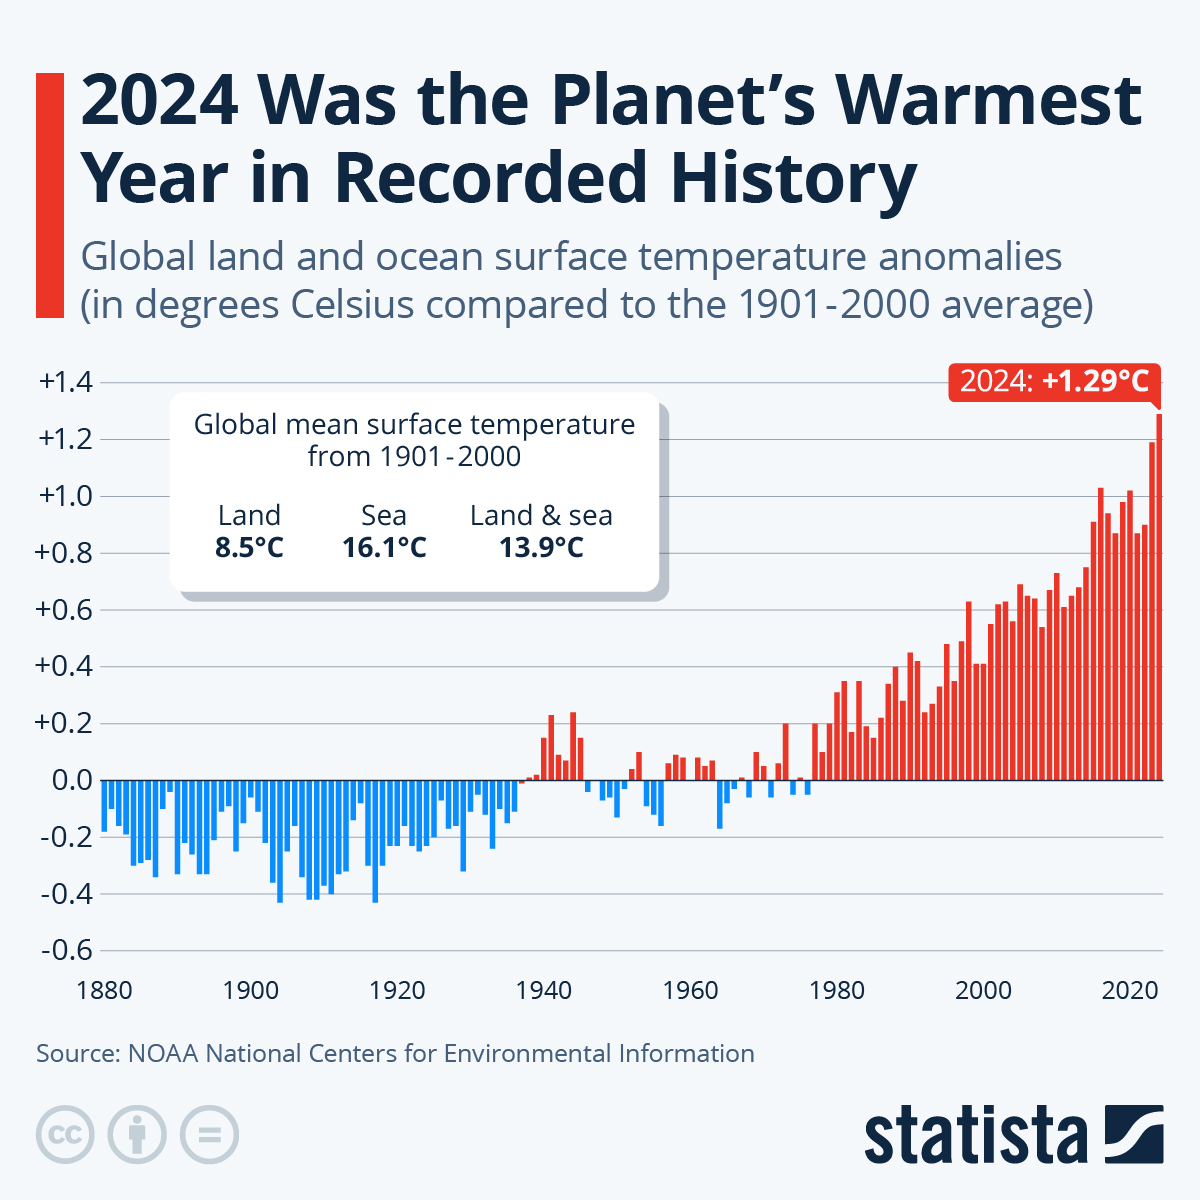 2024 Was the Planet’s Warmest
Year in Recorded History
Global land and ocean surface temperature anomalies
(in degrees Celsius compared to the 1901-2000 average)
+1.4
2024: +1.29°C
Global mean surface temperature
from 1901-2000
Land Sea Land & sea
8.5°C 16.1°C 13.9°C
+1.2
+1.0
+0.8
+0.6
+0.4
+0.2
0.0
-0.2
-0.4
-0.6
1880 1900 1920 1940 1960 1980 2000 2020
Source: NOAA National Centers for Environmental Information
cc
statista